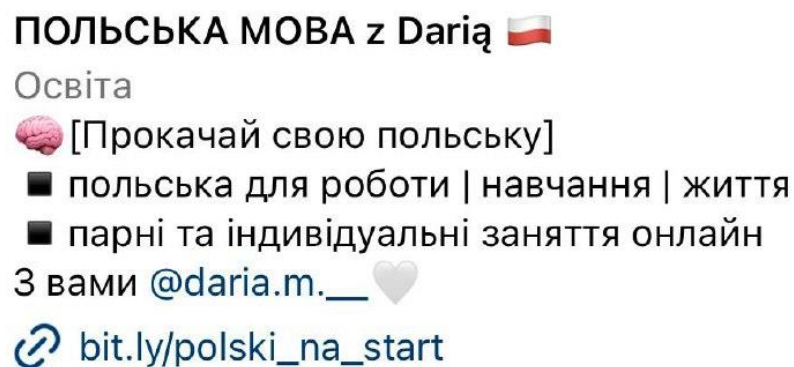 ПОЛЬСЬКА МОВА z Darią 🇵🇱
Освіта
🧠[Прокачай свою польську]
▪️ польська для роботи | навчання | життя
▪️ парні та індивідуальні заняття онлайн
З вами @daria.m.__🤍
🔗 bit.ly/polski_na_start